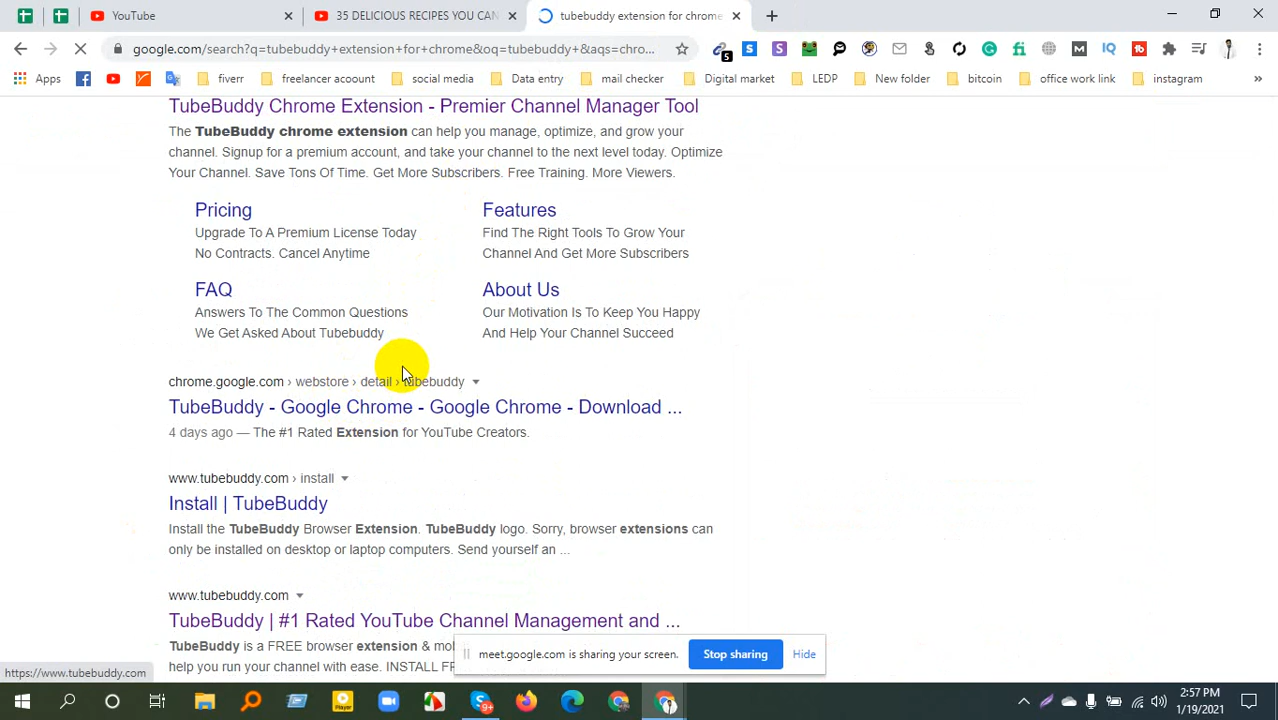 YouTube
35 DELICIOUS RECIPES YOU CAN
tubebuddy extension for chrome
google.com/search?q=tubebuddy+extension+for+chrome&oq=tubebuddy+&aqs=chro...
5
Apps
fiverr
freelancer acount
social media
Data entry
mail checker
Digital market
LEDP
New folder
bitcoin
office work link
instagram
»
TubeBuddy Chrome Extension - Premier Channel Manager Tool
The TubeBuddy chrome extension can help you manage, optimize, and grow your
channel. Signup for a premium account, and take your channel to the next level today. Optimize
Your Channel. Save Tons Of Time. Get More Subscribers. Free Training. More Viewers.
Pricing
Upgrade To A Premium License Today
No Contracts. Cancel Anytime
Features
Find The Right Tools To Grow Your
Channel And Get More Subscribers
FAQ
Answers To The Common Questions
We Get Asked About Tubebuddy
About Us
Our Motivation Is To Keep You Happy
And Help Your Channel Succeed
chrome.google.com › webstore › detail › tubebuddy
TubeBuddy - Google Chrome - Google Chrome - Download ...
4 days ago — The #1 Rated Extension for YouTube Creators.
www.tubebuddy.com › install
Install | TubeBuddy
Install the TubeBuddy Browser Extension. TubeBuddy logo. Sorry, browser extensions can
only be installed on desktop or laptop computers. Send yourself an ...
www.tubebuddy.com
TubeBuddy | #1 Rated YouTube Channel Management and ...
TubeBuddy is a FREE browser extension & mob
help you run your channel with ease. INSTALL FR
meet.google.com is sharing your screen.
Stop sharing
Hide
https://www.tubebuddy.com
Player
9+
2:57 PM
1/19/2021